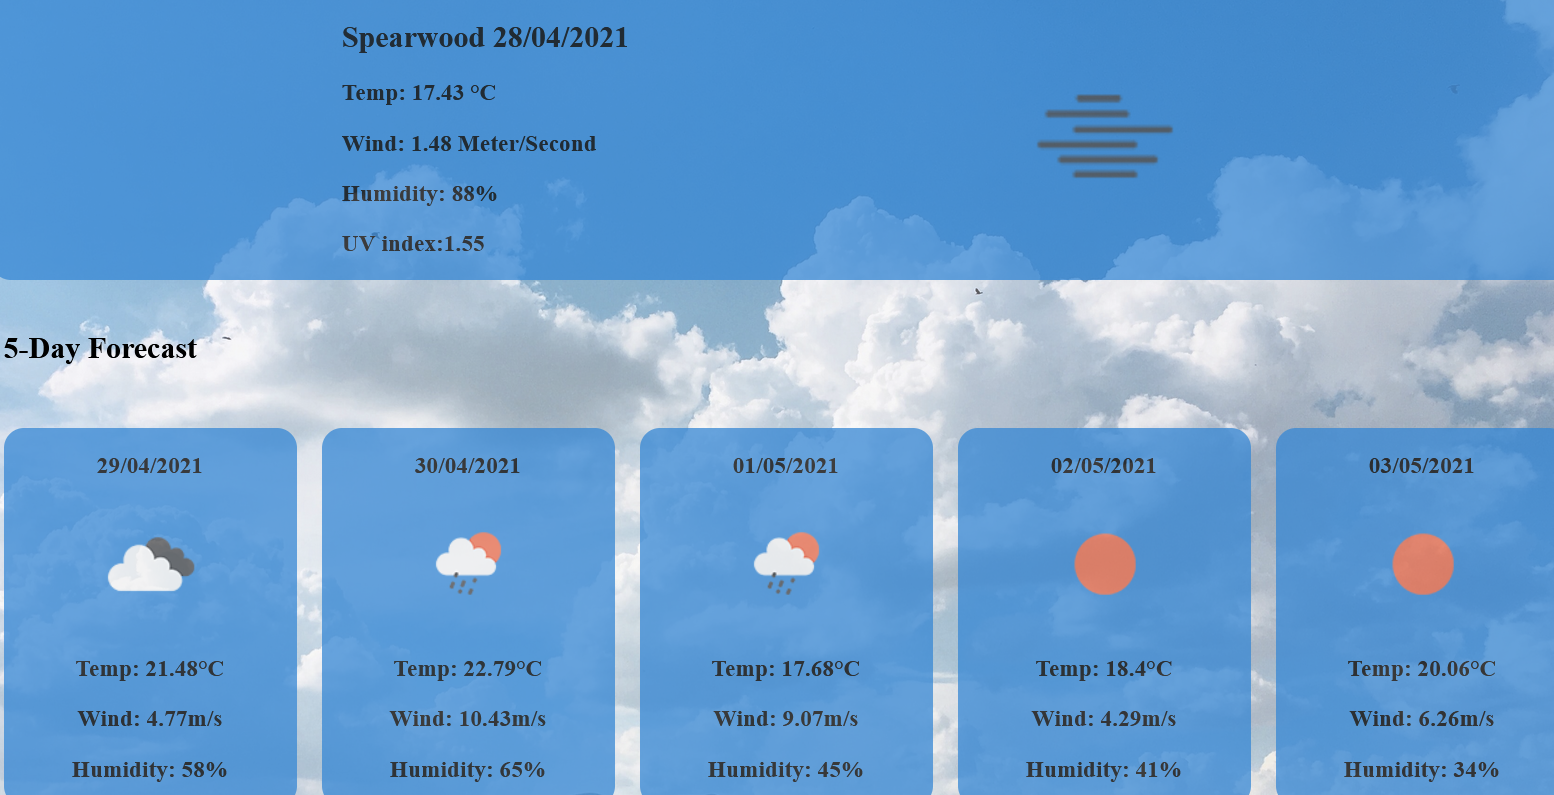 Spearwood 28/04/2021
Temp: 17.43 °C
Wind: 1.48 Meter/Second
Humidity: 88%
UV index:1.55
5-Day Forecast
29/04/2021
Temp: 21.48°C
Wind: 4.77m/s
Humidity: 58%
30/04/2021
Temp: 22.79°C
Wind: 10.43m/s
Humidity: 65%
01/05/2021
Temp: 17.68°C
Wind: 9.07m/s
Humidity: 45%
02/05/2021
Temp: 18.4°C
Wind: 4.29m/s
Humidity: 41%
03/05/2021
Temp: 20.06°C
Wind: 6.26m/s
Humidity: 34%